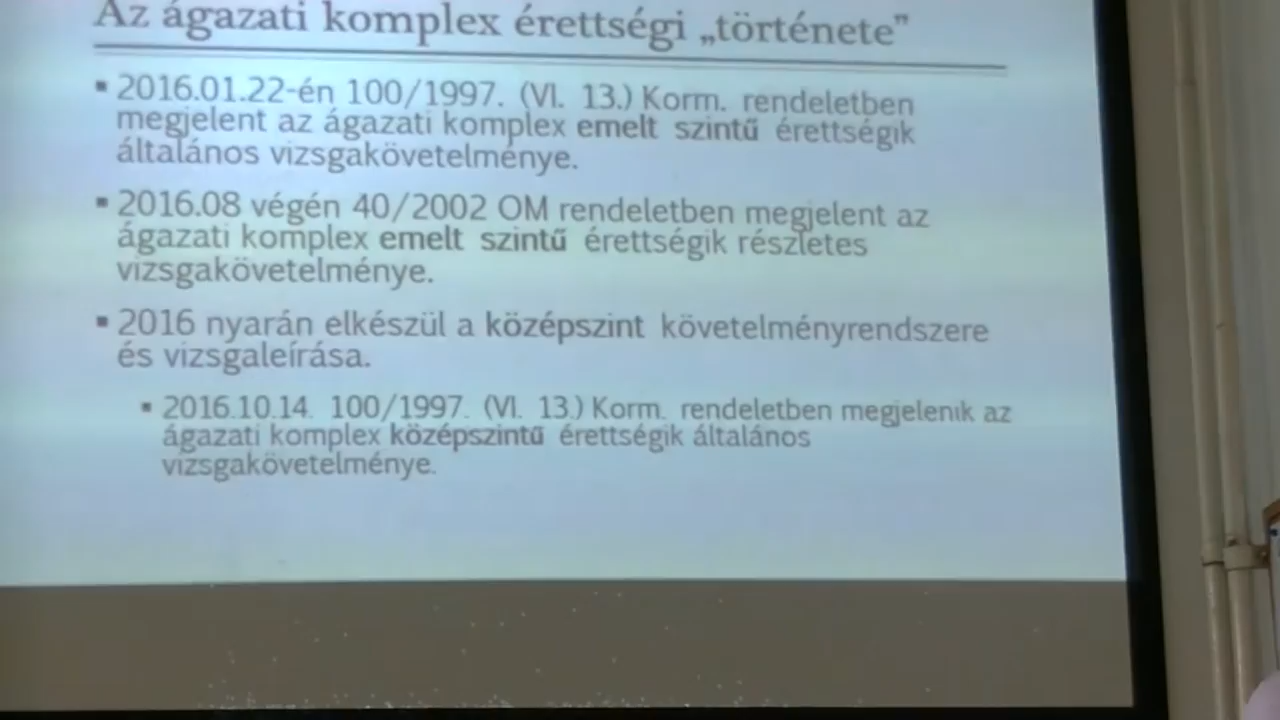 Az ágazati komplex érettségi „története”
▪ 2016.01.22-én 100/1997. (VI. 13.) Korm. rendeletben
megjelent az ágazati komplex emelt szintű érettségik
általános vizsgakövetelménye.
▪ 2016.08 végén 40/2002 OM rendeletben megjelent az
ágazati komplex emelt szintű érettségik részletes
vizsgakövetelménye.
▪ 2016 nyarán elkészül a középszint követelményrendszere
és vizsgaleírása.
▪ 2016.10.14. 100/1997. (VI. 13.) Korm. rendeletben megjelenik az
ágazati komplex középszintű érettségik általános
vizsgakövetelménye.